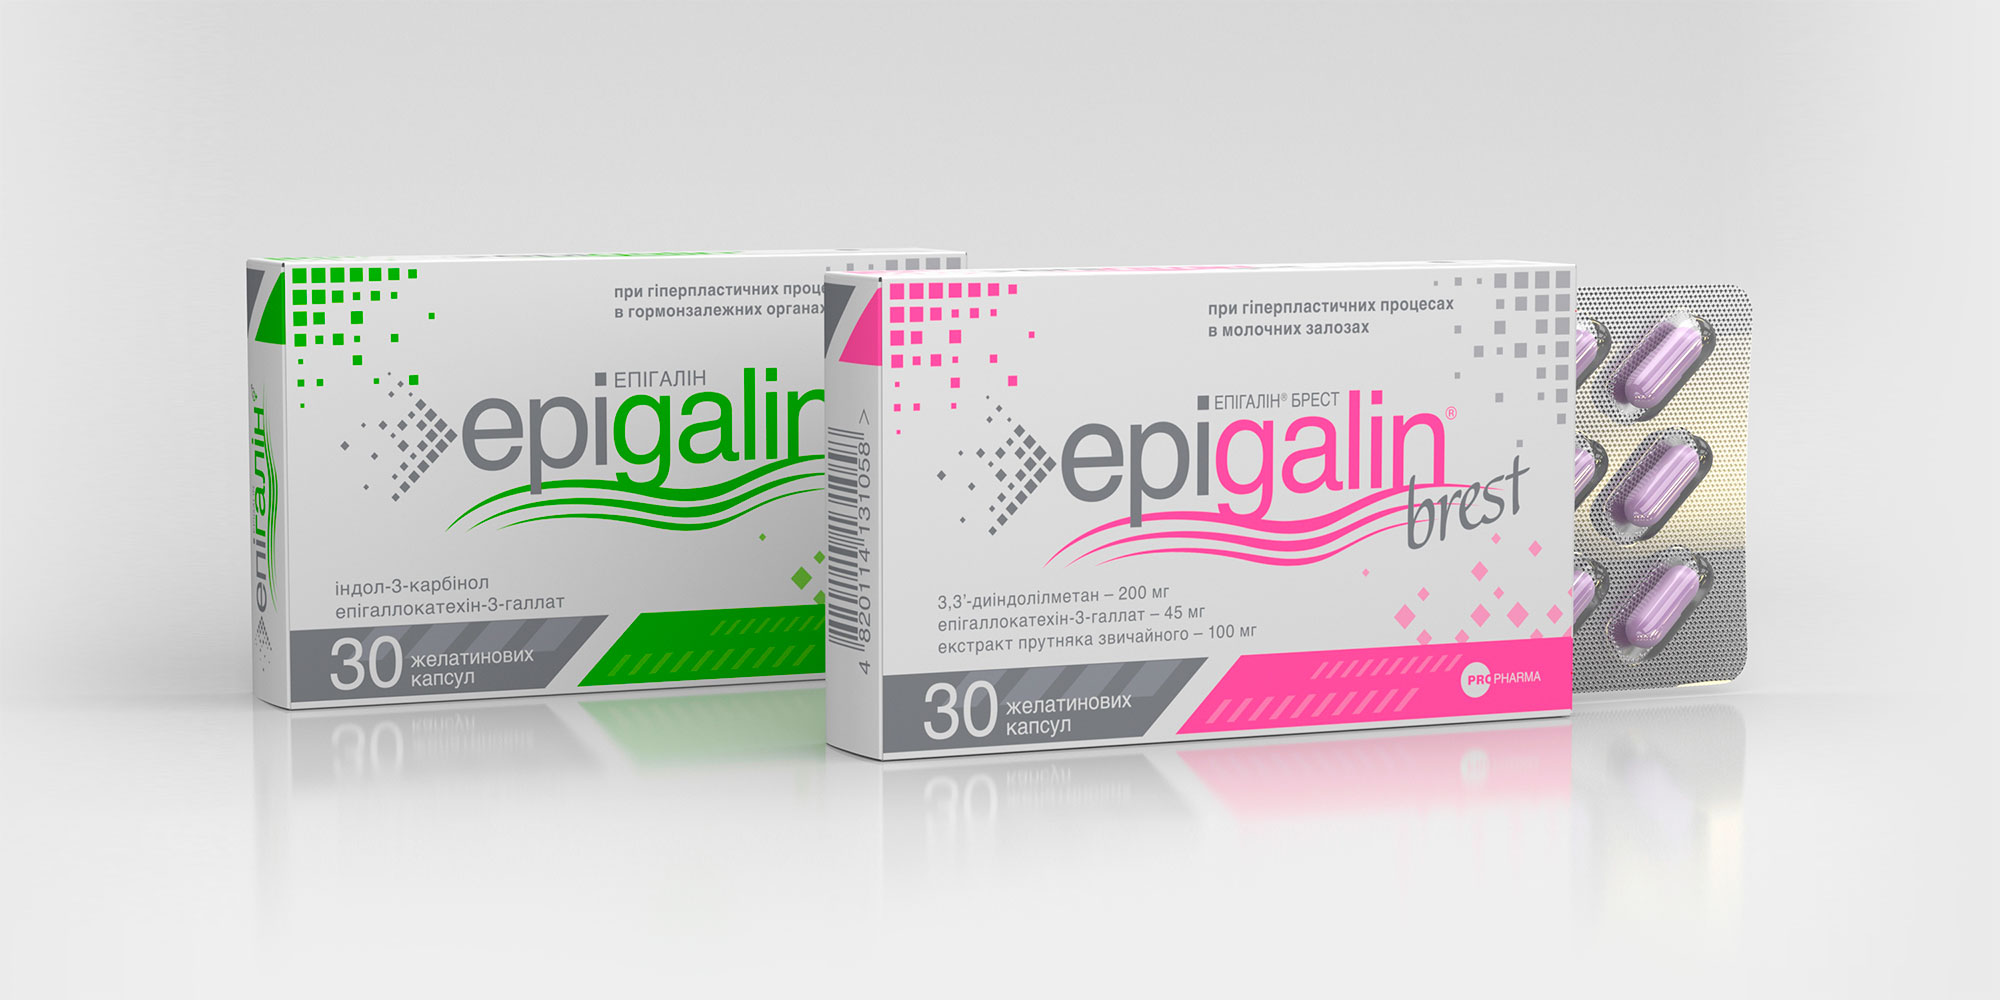 при гіперпластичних
в гормонзалежних органах
ЕПІГАЛІН
epigalin
індол-3-карбінол
епігаллокатехін-3-галлат
30 желатинових
капсул
епігалін
при гіперпластичних процесах
в молочних залозах
ЕПІГАЛІН® БРЕСТ
epigalin®
brest
3,3'-дииндолілметан – 200 мг
епігаллокатехін-3-галлат – 45 мг
екстракт прутняка звичайного – 100 мг
30 желатинових
капсул
PRO PHARMA
4 820114 131058 >